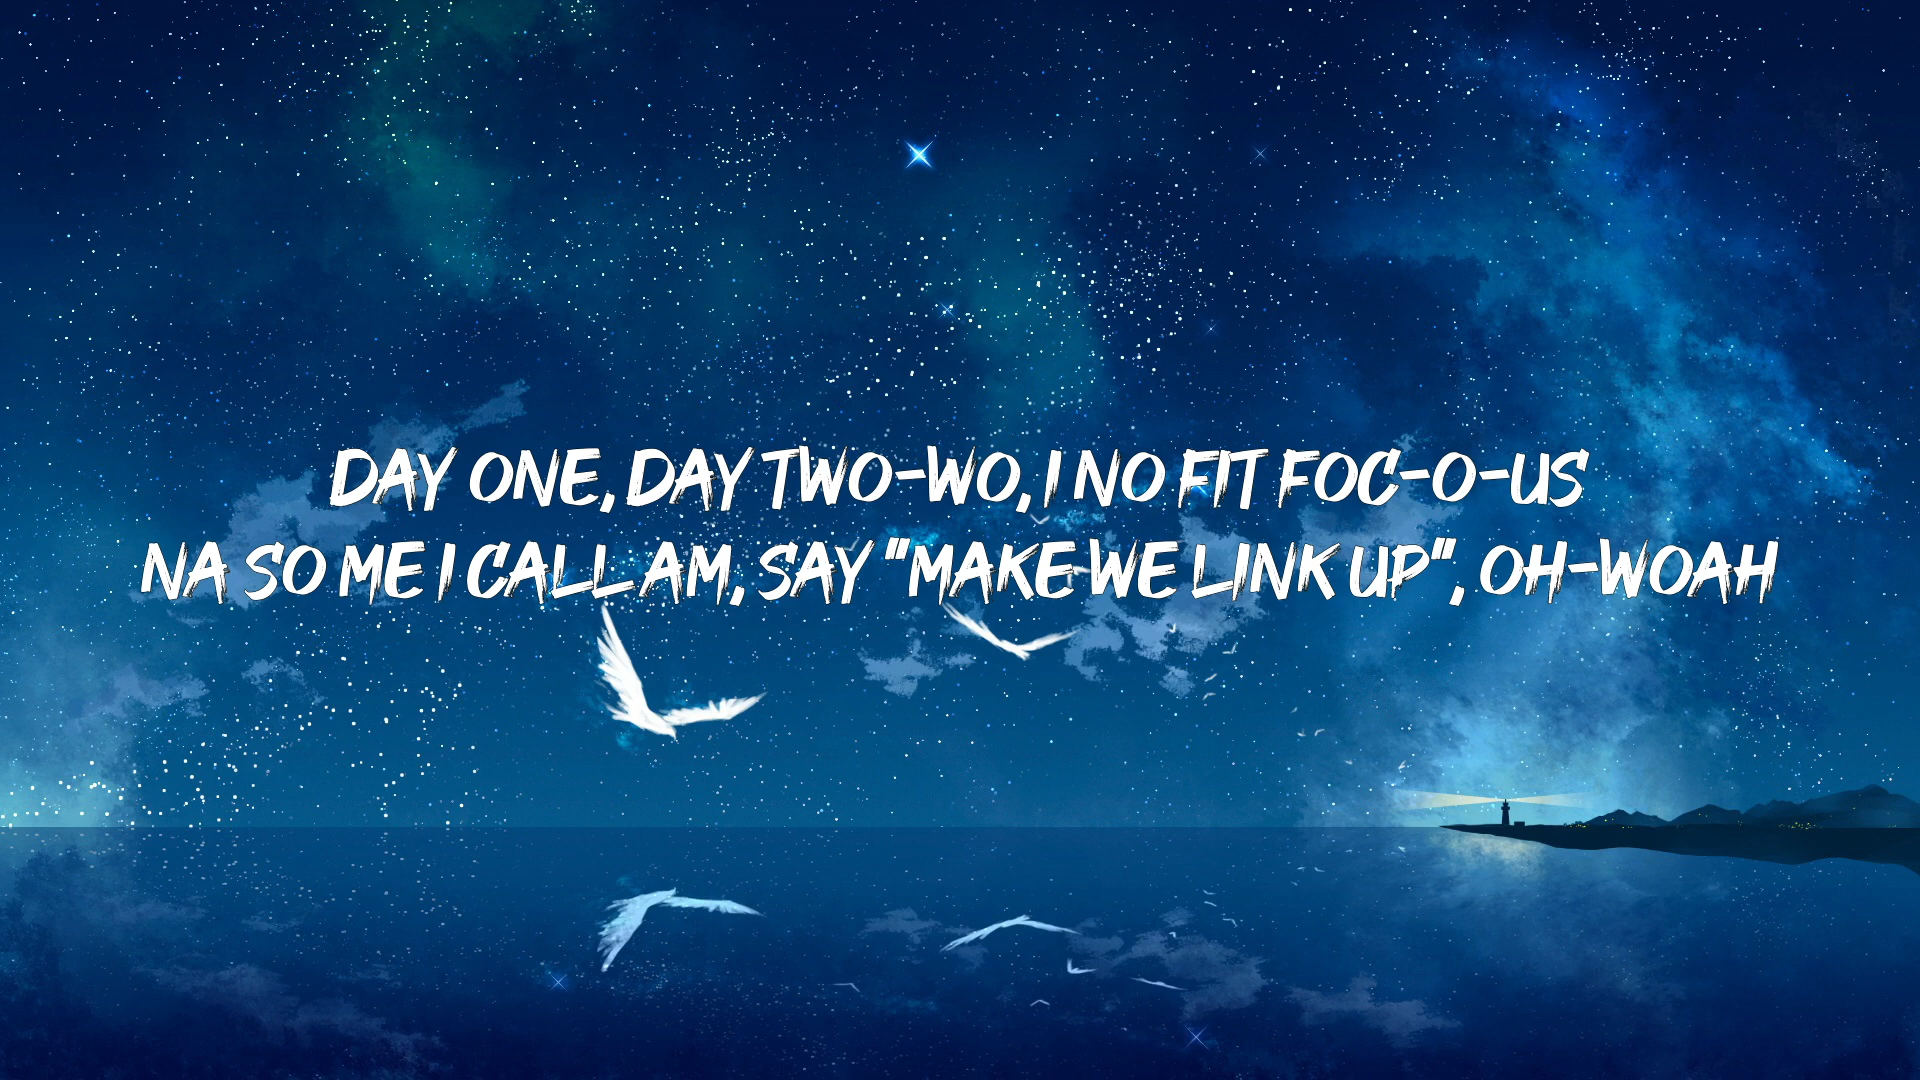 DAY ONE, DAY TWO-WO, I NO FIT FOC-O-US
NA SO ME I CALL AM, SAY "MAKE WE LINK UP", OH-WOAH